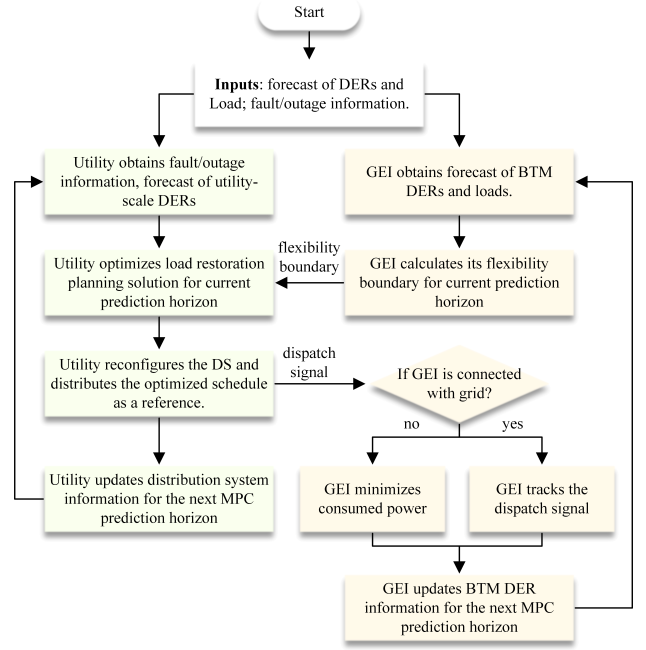 Start
Inputs: forecast of DERs and
Load; fault/outage information.
Utility obtains fault/outage
information, forecast of utility-
scale DERs
GEI obtains forecast of BTM
DERs and loads.
flexibility
boundary
Utility optimizes load restoration
planning solution for current
prediction horizon
GEI calculates its flexibility
boundary for current prediction
horizon
Utility reconfigures the DS and
distributes the optimized schedule
as a reference.
dispatch
signal
If GEI is connected
with grid?
no
yes
Utility updates distribution system
information for the next MPC
prediction horizon
GEI minimizes
consumed power
GEI tracks the
dispatch signal
GEI updates BTM DER
information for the next MPC
prediction horizon